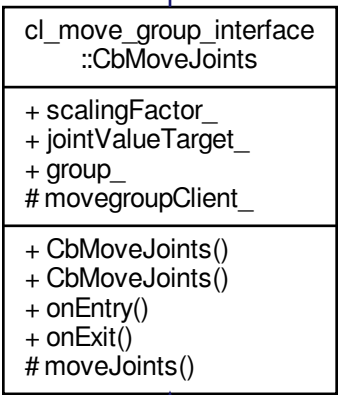 cl_move_group_interface
::CbMoveJoints
+ scalingFactor_
+ jointValueTarget_
+ group_
# movegroupClient_
+ CbMoveJoints()
+ CbMoveJoints()
+ onEntry()
+ onExit()
# moveJoints()